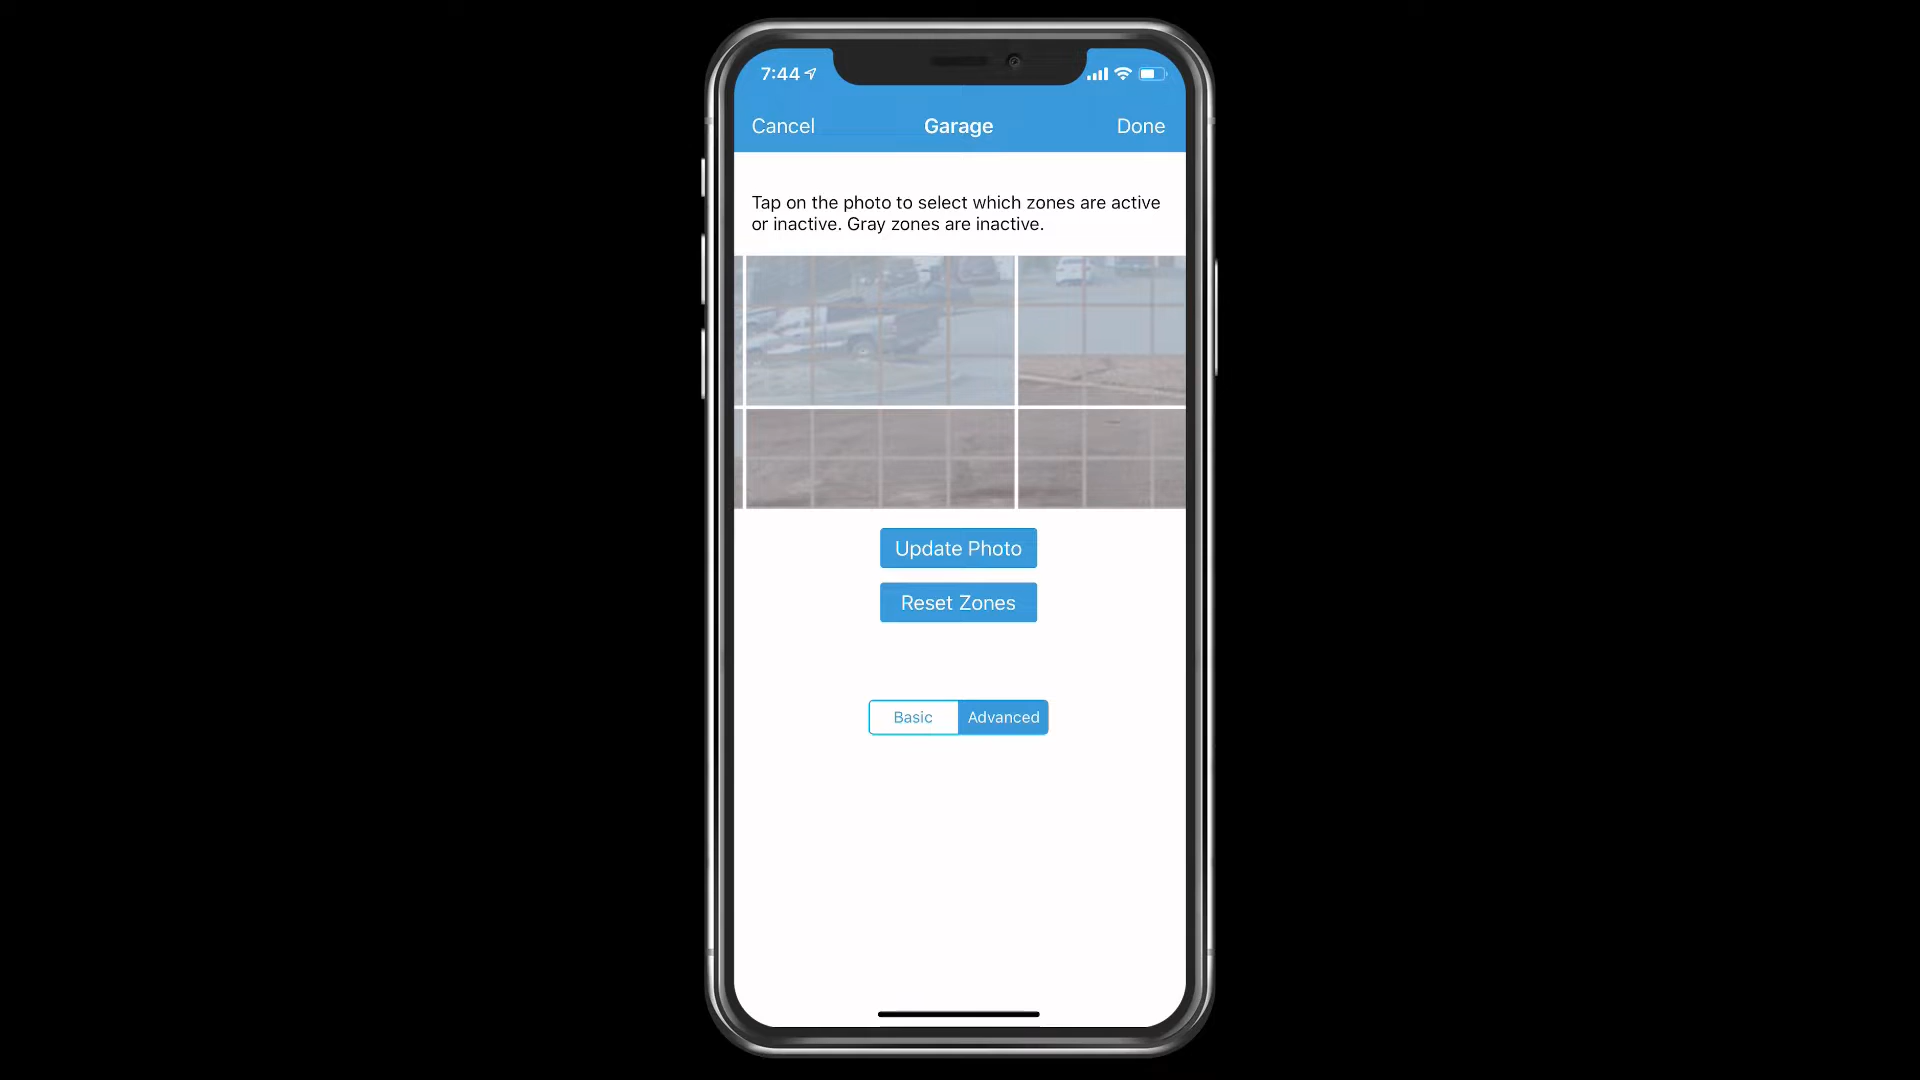 7:44
Cancel Garage Done
Tap on the photo to select which zones are active
or inactive. Gray zones are inactive.
Update Photo
Reset Zones
Basic Advanced